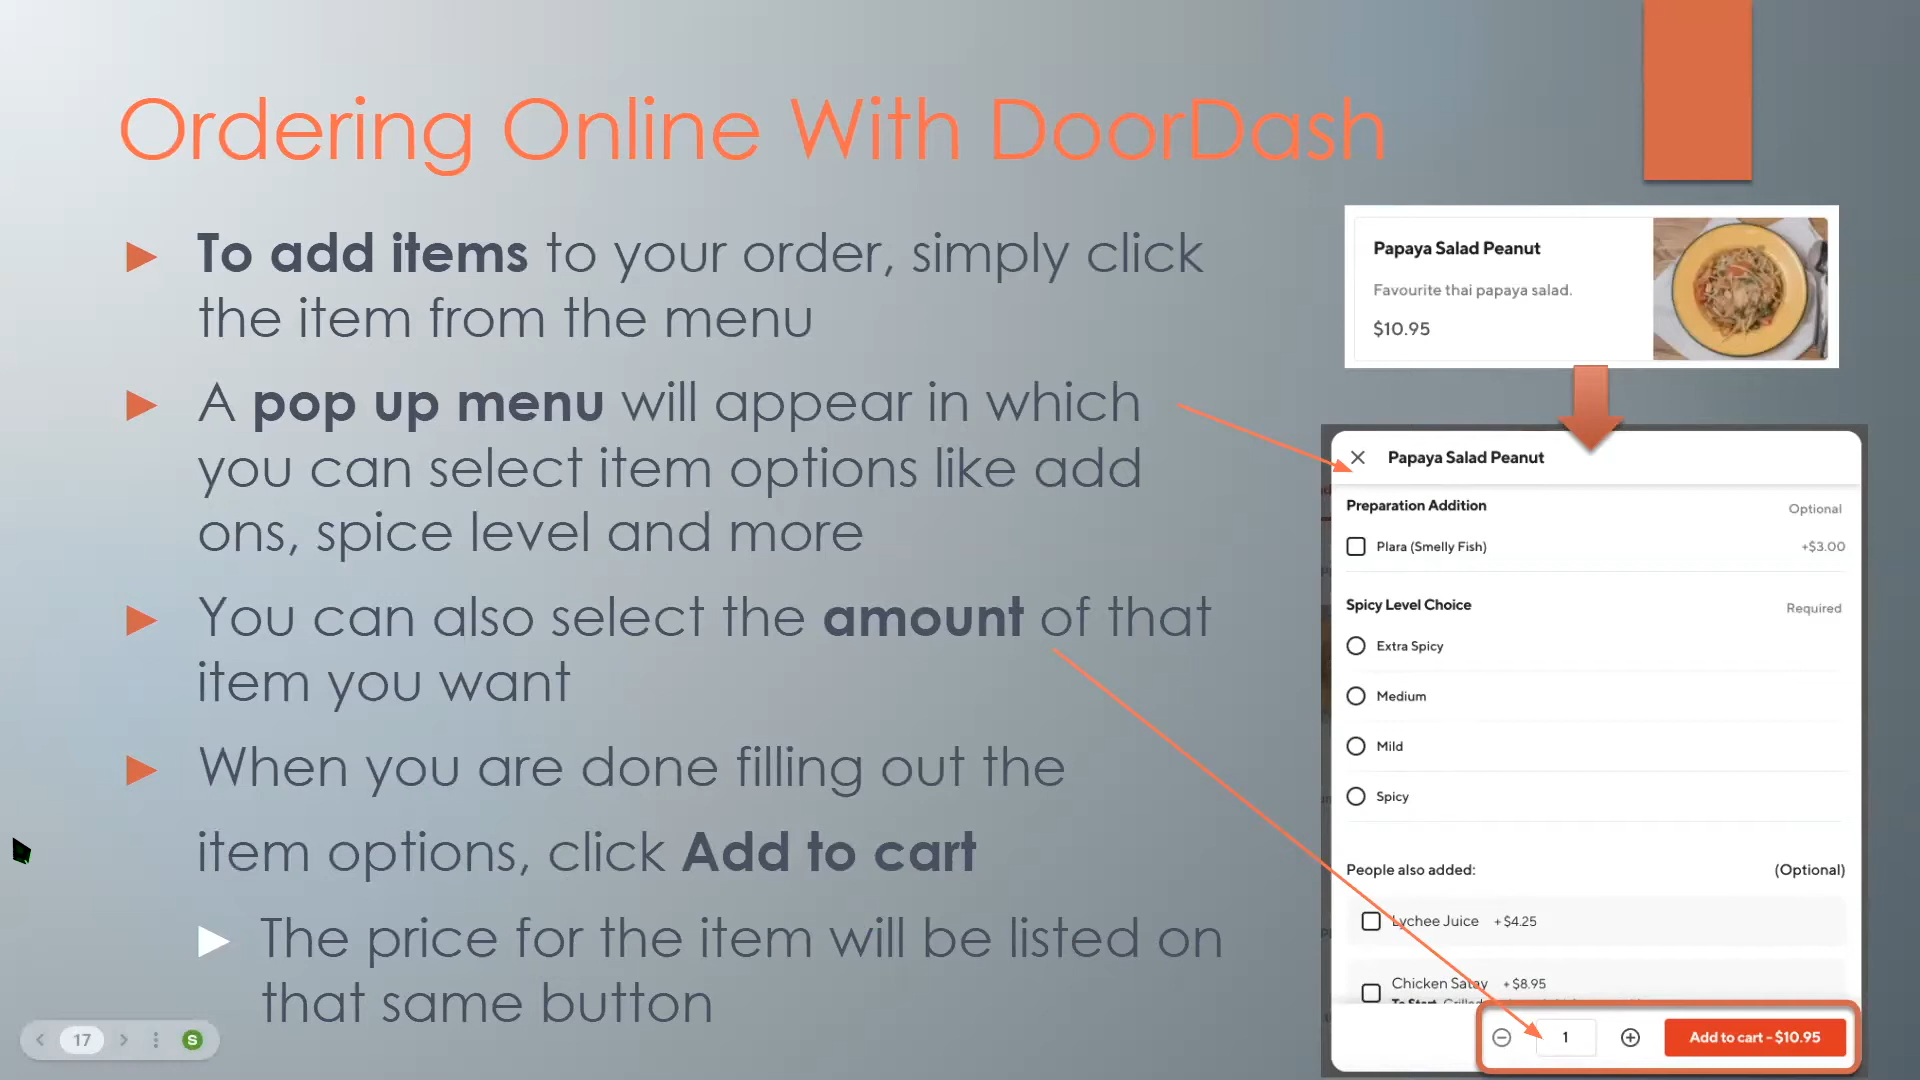 Ordering Online With DoorDash
To add items to your order, simply click
the item from the menu
A pop up menu will appear in which
you can select item options like add
ons, spice level and more
You can also select the amount of that
item you want
When you are done filling out the
item options, click Add to cart
The price for the item will be listed on
that same button
Papaya Salad Peanut
Favourite thai papaya salad.
$10.95
Papaya Salad Peanut
Preparation Addition Optional
Plara (Smelly Fish) +$3.00
Spicy Level Choice Required
Extra Spicy
Medium
Mild
Spicy
People also added: (Optional)
Lychee Juice +$4.25
Chicken Satay +$8.95
1 Add to cart - $10.95
17 S